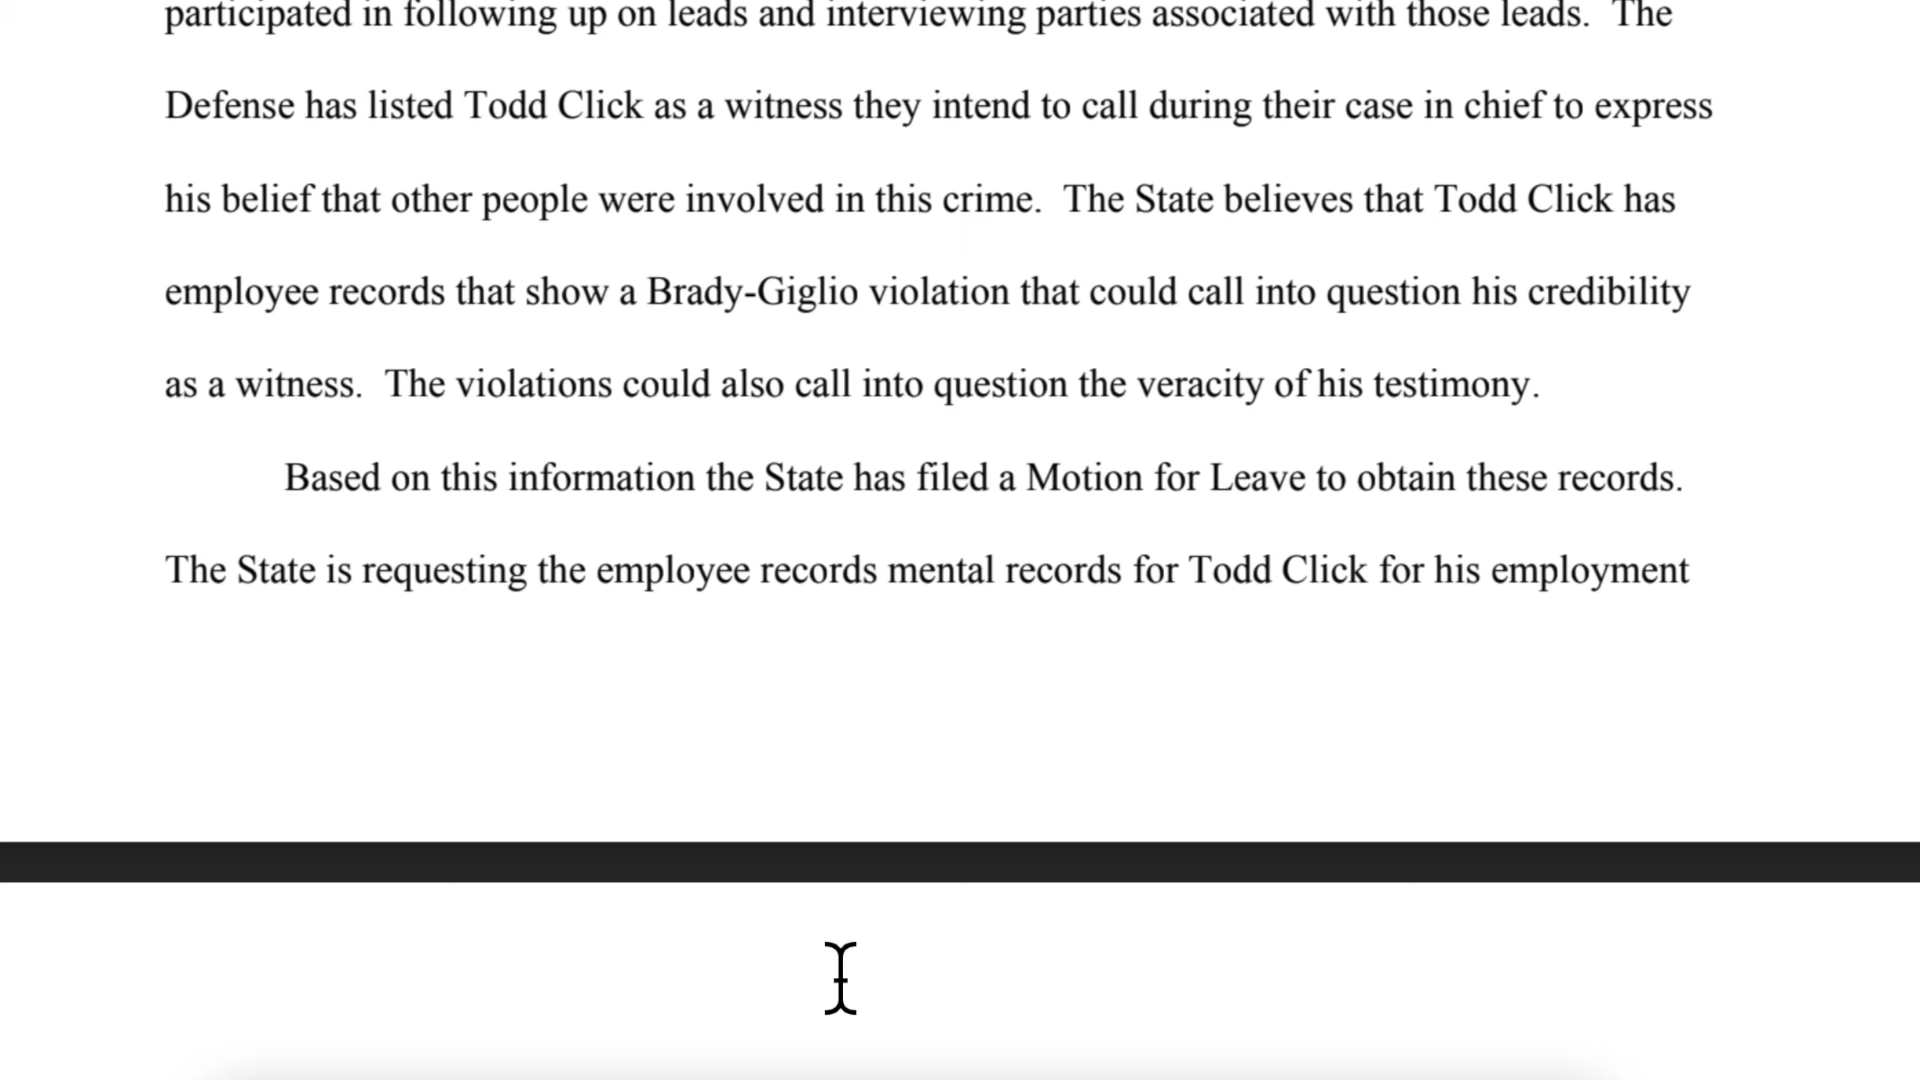 participated in following up on leads and interviewing parties associated with those leads.  The
Defense has listed Todd Click as a witness they intend to call during their case in chief to express
his belief that other people were involved in this crime.  The State believes that Todd Click has
employee records that show a Brady-Giglio violation that could call into question his credibility
as a witness.  The violations could also call into question the veracity of his testimony.
Based on this information the State has filed a Motion for Leave to obtain these records.
The State is requesting the employee records mental records for Todd Click for his employment